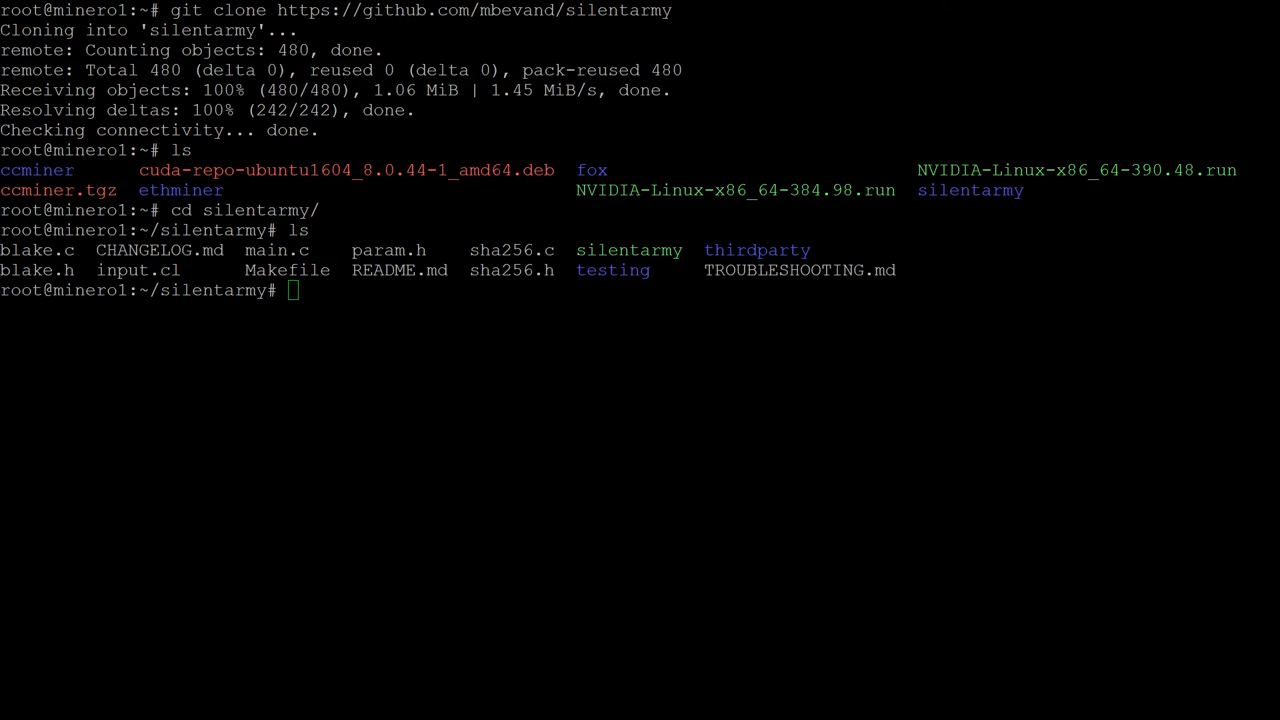 root@minero1:~# git clone https://github.com/mbevand/silentarmy
Cloning into 'silentarmy'...
remote: Counting objects: 480, done.
remote: Total 480 (delta 0), reused 0 (delta 0), pack-reused 480
Receiving objects: 100% (480/480), 1.06 MiB | 1.45 MiB/s, done.
Resolving deltas: 100% (242/242), done.
Checking connectivity... done.
root@minero1:~# ls
ccminer      cuda-repo-ubuntu1604_8.0.44-1_amd64.deb  fox                            NVIDIA-Linux-x86_64-390.48.run
ccminer.tgz  ethminer                                 NVIDIA-Linux-x86_64-384.98.run  silentarmy
root@minero1:~# cd silentarmy/
root@minero1:~/silentarmy# ls
blake.c  CHANGELOG.md  main.c    param.h    sha256.c  silentarmy  thirdparty
blake.h  input.cl      Makefile  README.md  sha256.h  testing     TROUBLESHOOTING.md
root@minero1:~/silentarmy#